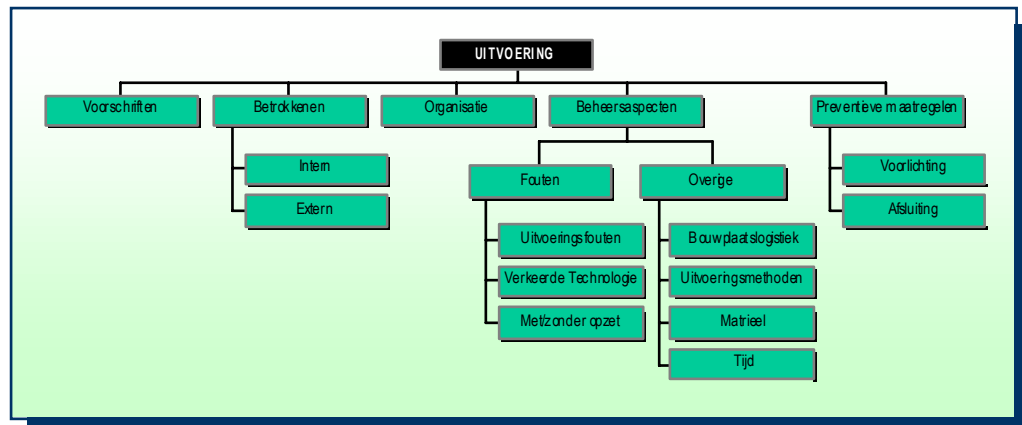 UITVOERING
Voorschriften
Betrokkenen
Organisatie
Beheersaspecten
Preventieve maatregelen
Intern
Extern
Fouten
Overige
Voorlichting
Afsluiting
Uitvoeringsfouten
Verkeerde Technologie
Met/zonder opzet
Bouwplaatslogistiek
Uitvoeringsmethoden
Matrieel
Tijd